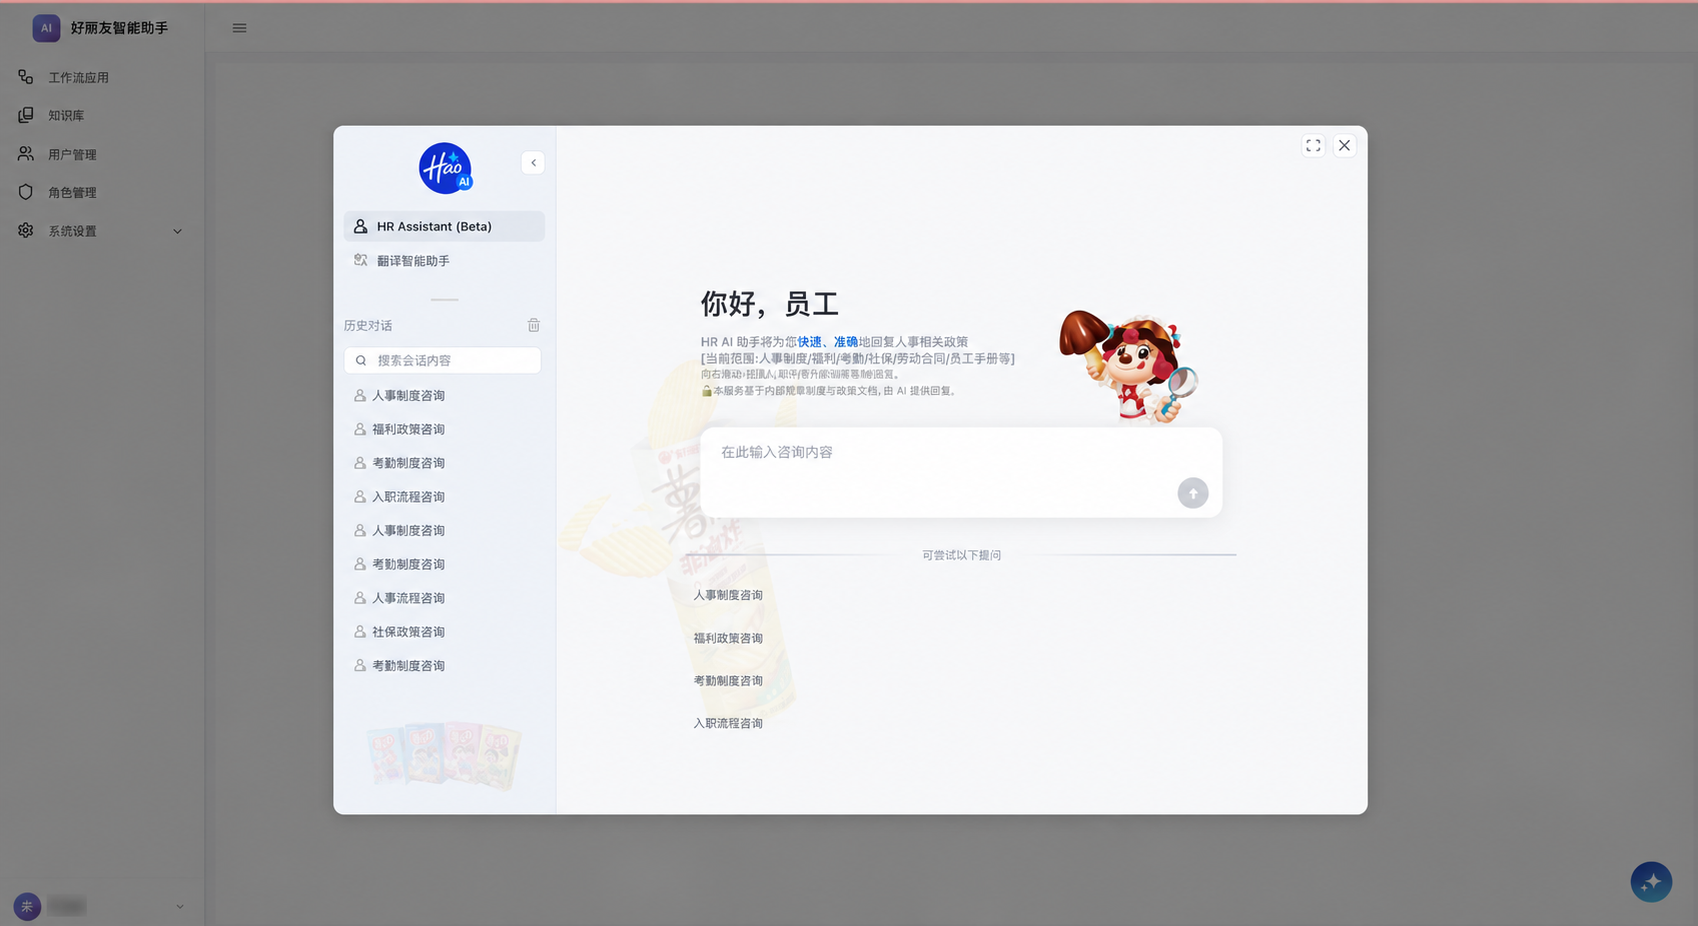 AI 好丽友智能助手
工作流应用
知识库
用户管理
角色管理
系统设置
Hao
AI
HR Assistant (Beta)
翻译智能助手
历史对话
搜索会话内容
人事制度咨询
福利政策咨询
考勤制度咨询
入职流程咨询
人事制度咨询
考勤制度咨询
人事流程咨询
社保政策咨询
考勤制度咨询
你好，员工
HR AI 助手将为您快速、准确地回复人事相关政策
[当前范围:人事制度/福利/考勤/社保/劳动合同/员工手册等]
本服务基于内部规章制度与政策文档, 由 AI 提供回复。
在此输入咨询内容
薯
非油炸
可尝试以下提问
人事制度咨询
福利政策咨询
考勤制度咨询
入职流程咨询